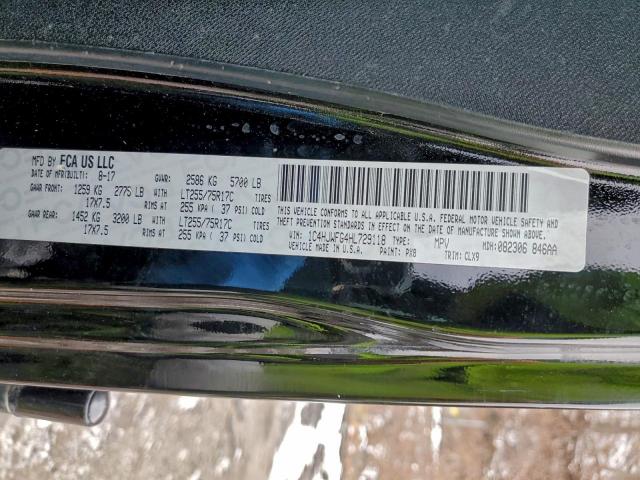 MFD BY FCA US LLC
DATE OF MFR(BUILT): 8-17 GVWR: 2586 KG 5700 LB
GAWR FRONT: 1259 KG 2775 LB WITH LT255/75R17C TIRES
17X7.5 RIMS AT 255 KPA ( 37 PSI) COLD
GAWR REAR: 1452 KG 3200 LB WITH LT255/75R17C TIRES
17X7.5 RIMS AT 255 KPA ( 37 PSI) COLD
THIS VEHICLE CONFORMS TO ALL APPLICABLE U.S.A. FEDERAL MOTOR VEHICLE SAFETY AND
THEFT PREVENTION STANDARDS IN EFFECT ON THE DATE OF MANUFACTURE SHOWN ABOVE.
VIN: 1C4HJWFG4HL729118 TYPE: MPV MDH: 082306 846AA
VEHICLE MADE IN U.S.A. PAINT: PX8 TRIM: CLX9